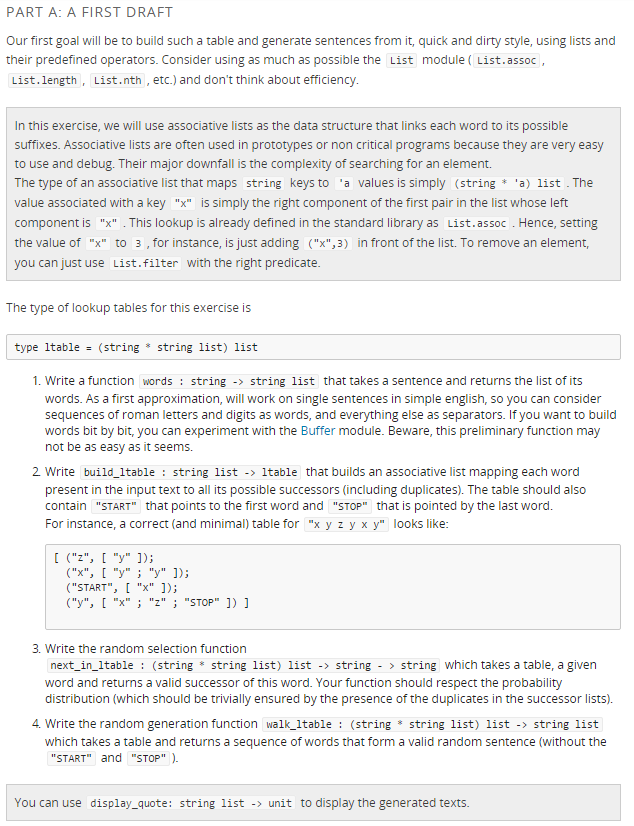 PART A: A FIRST DRAFT
Our first goal will be to build such a table and generate sentences from it, quick and dirty style, using lists and
their predefined operators. Consider using as much as possible the List module ( List.assoc ,
List.length , List.nth , etc.) and don't think about efficiency.
In this exercise, we will use associative lists as the data structure that links each word to its possible
suffixes. Associative lists are often used in prototypes or non critical programs because they are very easy
to use and debug. Their major downfall is the complexity of searching for an element.
The type of an associative list that maps string keys to 'a values is simply (string * 'a) list . The
value associated with a key "x" is simply the right component of the first pair in the list whose left
component is "x" . This lookup is already defined in the standard library as List.assoc . Hence, setting
the value of "x" to 3 , for instance, is just adding ("x",3) in front of the list. To remove an element,
you can just use List.filter with the right predicate.
The type of lookup tables for this exercise is
type ltable = (string * string list) list
1. Write a function words : string -> string list that takes a sentence and returns the list of its
words. As a first approximation, will work on single sentences in simple english, so you can consider
sequences of roman letters and digits as words, and everything else as separators. If you want to build
words bit by bit, you can experiment with the Buffer module. Beware, this preliminary function may
not be as easy as it seems.
2. Write build_ltable : string list -> ltable that builds an associative list mapping each word
present in the input text to all its possible successors (including duplicates). The table should also
contain "START" that points to the first word and "STOP" that is pointed by the last word.
For instance, a correct (and minimal) table for "x y z y x y" looks like:
[ ("z", [ "y" ]);
("x", [ "y" ; "y" ]);
("START", [ "x" ]);
("y", [ "x" ; "z" ; "STOP" ]) ]
3. Write the random selection function
next_in_ltable : (string * string list) list -> string - > string which takes a table, a given
word and returns a valid successor of this word. Your function should respect the probability
distribution (which should be trivially ensured by the presence of the duplicates in the successor lists).
4. Write the random generation function walk_ltable : (string * string list) list -> string list
which takes a table and returns a sequence of words that form a valid random sentence (without the
"START" and "STOP" ).
You can use display_quote: string list -> unit to display the generated texts.